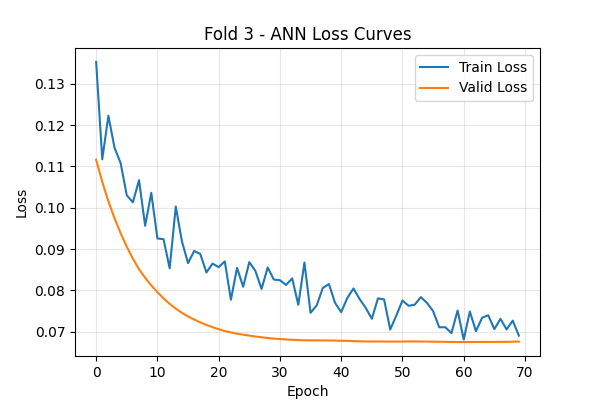 Fold 3 - ANN Loss Curves
Train Loss
Valid Loss
0.13
0.12
0.11
0.10
0.09
0.08
0.07
Loss
0 10 20 30 40 50 60 70
Epoch